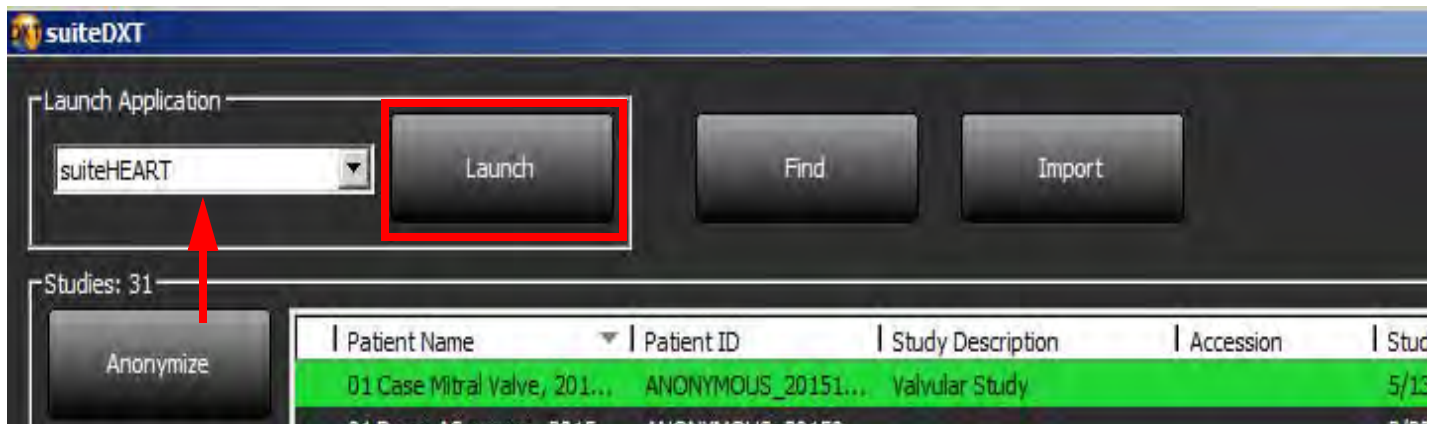 suiteDXT
Launch Application
suiteHEART
Launch
Find
Import
Studies: 31
Anonymize
Patient Name
Patient ID
Study Description
Accession
01 Case Mitral Valve, 201...
ANONYMOUS_20151...
Valvular Study
5/13